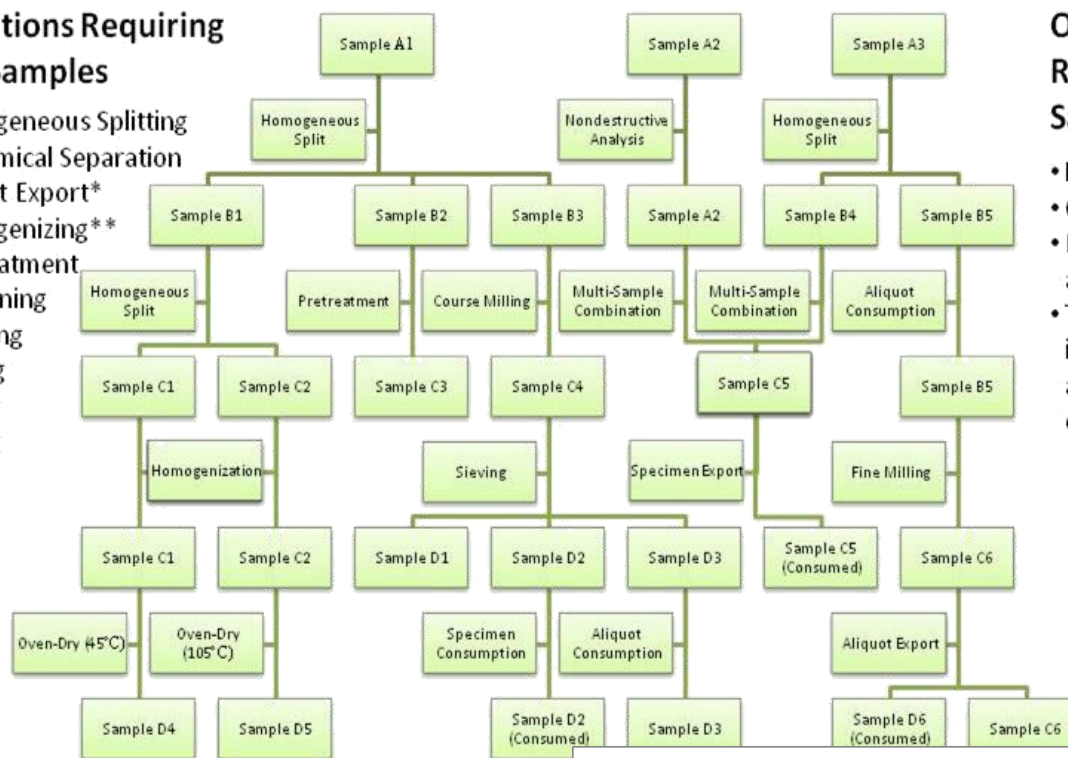 tions Requiring
amples
geneous Splitting
mical Separation
t Export*
genizing**
atment
ning
ng
g
Sample A1
Sample A2
Sample A3
Homogeneous
Split
Nondestructive
Analysis
Homogeneous
Split
Sample B1
Sample B2
Sample B3
Sample A2
Sample B4
Sample B5
Homogeneous
Split
Pretreatment
Course Milling
Multi-Sample
Combination
Multi-Sample
Combination
Aliquot
Consumption
Sample C1
Sample C2
Sample C3
Sample C4
Sample C5
Sample B5
Homogenization
Sieving
Specimen Export
Fine Milling
Sample C1
Sample C2
Sample D1
Sample D2
Sample D3
Sample C5
(Consumed)
Sample C6
Oven-Dry (45°C)
Oven-Dry
(105°C)
Specimen
Consumption
Aliquot
Consumption
Aliquot Export
Sample D4
Sample D5
Sample D2
(Consumed)
Sample D3
Sample D6
(Consumed)
Sample C6